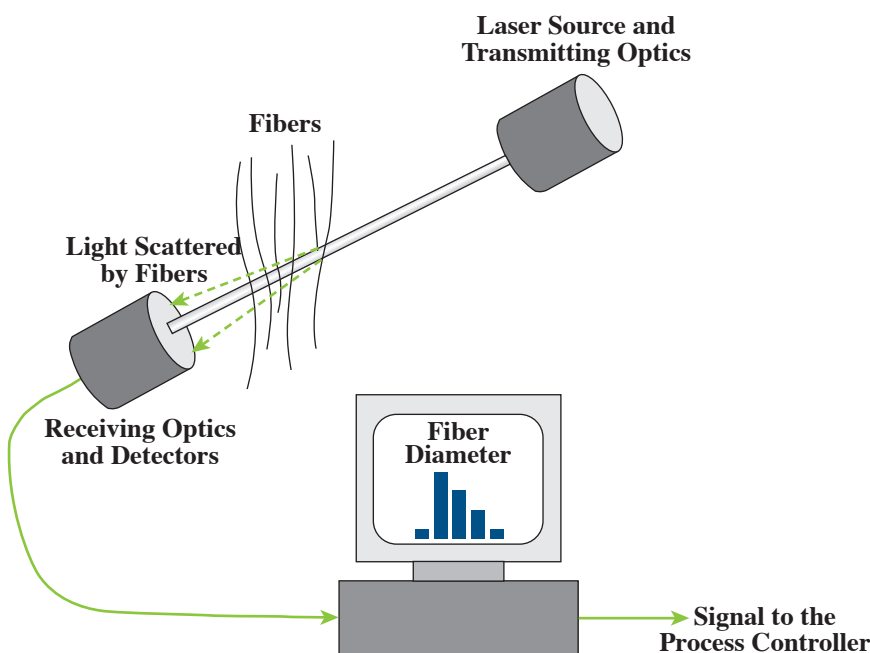 Laser Source and
Transmitting Optics
Fibers
Light Scattered
by Fibers
Receiving Optics
and Detectors
Fiber
Diameter
Signal to the
Process Controller